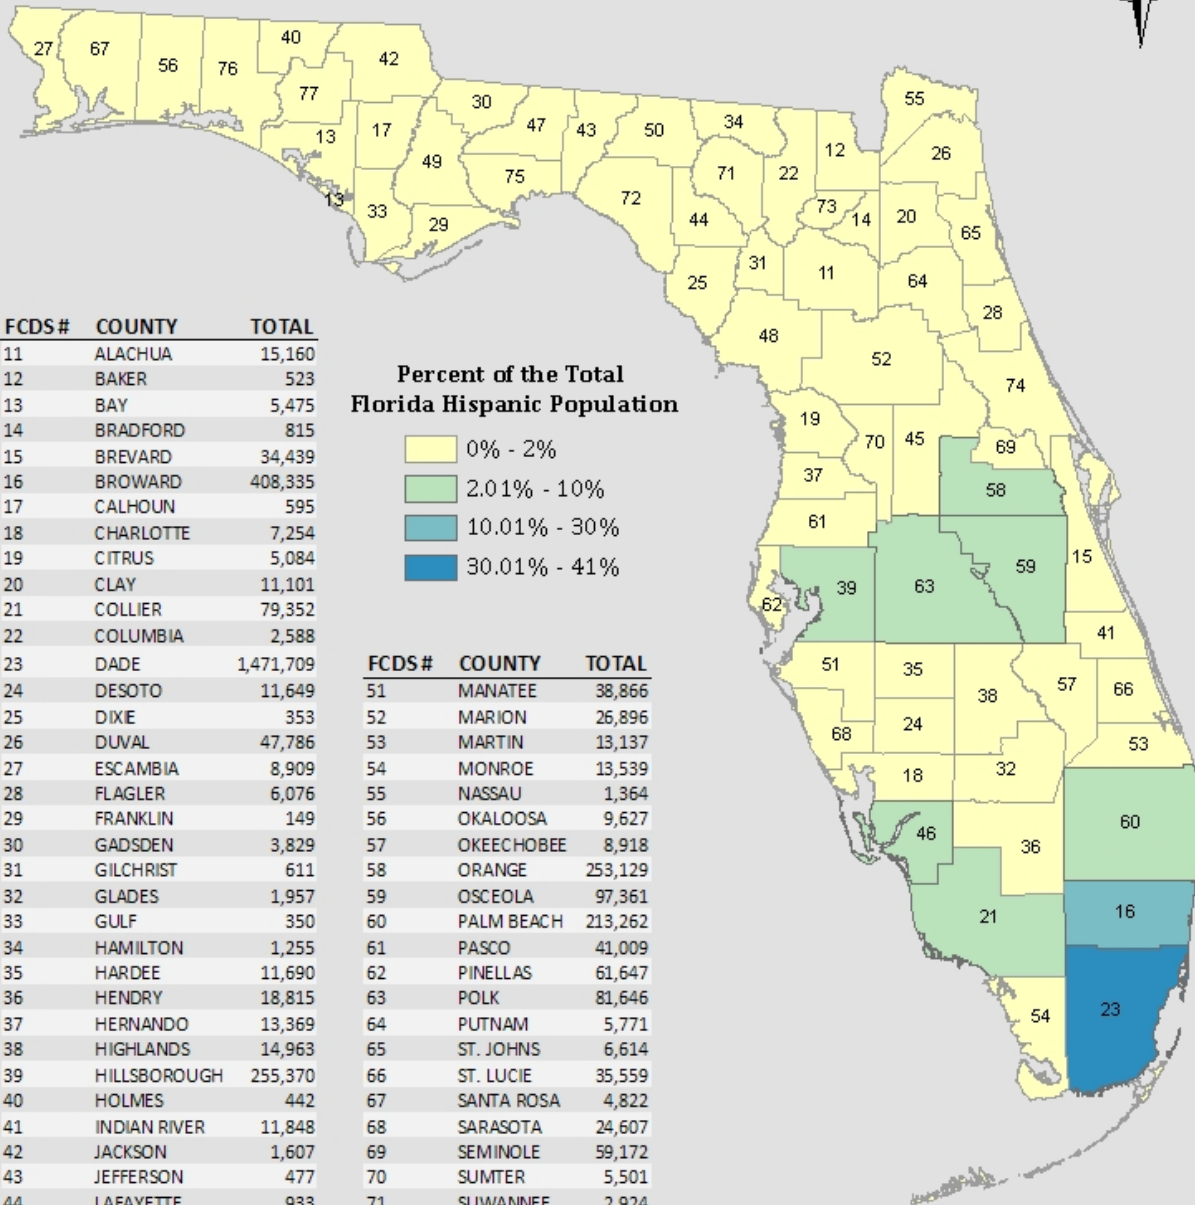 27 67 56 76 40 42
77 30 47 43 50 34 55
13 17 49 75 71 22 12 26
13 33 29 72 44 73 14 20 65
25 31 11 64 28
48 52 74
19 70 45 69
37 58
61
39 63 59 15
62 41
51 35 38 57 66
68 24 53
18 32
46 36 60
21 16
54 23
Percent of the Total
Florida Hispanic Population
0% - 2%
2.01% - 10%
10.01% - 30%
30.01% - 41%
FCDS # COUNTY TOTAL
11 ALACHUA 15,160
12 BAKER 523
13 BAY 5,475
14 BRADFORD 815
15 BREVARD 34,439
16 BROWARD 408,335
17 CALHOUN 595
18 CHARLOTTE 7,254
19 CITRUS 5,084
20 CLAY 11,101
21 COLLIER 79,352
22 COLUMBIA 2,588
23 DADE 1,471,709
24 DESOTO 11,649
25 DIXIE 353
26 DUVAL 47,786
27 ESCAMBIA 8,909
28 FLAGLER 6,076
29 FRANKLIN 149
30 GADSDEN 3,829
31 GILCHRIST 611
32 GLADES 1,957
33 GULF 350
34 HAMILTON 1,255
35 HARDEE 11,690
36 HENDRY 18,815
37 HERNANDO 13,369
38 HIGHLANDS 14,963
39 HILLSBOROUGH 255,370
40 HOLMES 442
41 INDIAN RIVER 11,848
42 JACKSON 1,607
43 JEFFERSON 477
44 LAFAYETTE 933
FCDS # COUNTY TOTAL
51 MANATEE 38,866
52 MARION 26,896
53 MARTIN 13,137
54 MONROE 13,539
55 NASSAU 1,364
56 OKALOOSA 9,627
57 OKEECHOBEE 8,918
58 ORANGE 253,129
59 OSCEOLA 97,361
60 PALM BEACH 213,262
61 PASCO 41,009
62 PINELLAS 61,647
63 POLK 81,646
64 PUTNAM 5,771
65 ST. JOHNS 6,614
66 ST. LUCIE 35,559
67 SANTA ROSA 4,822
68 SARASOTA 24,607
69 SEMINOLE 59,172
70 SUMTER 5,501
71 SUWANNEE 2,924